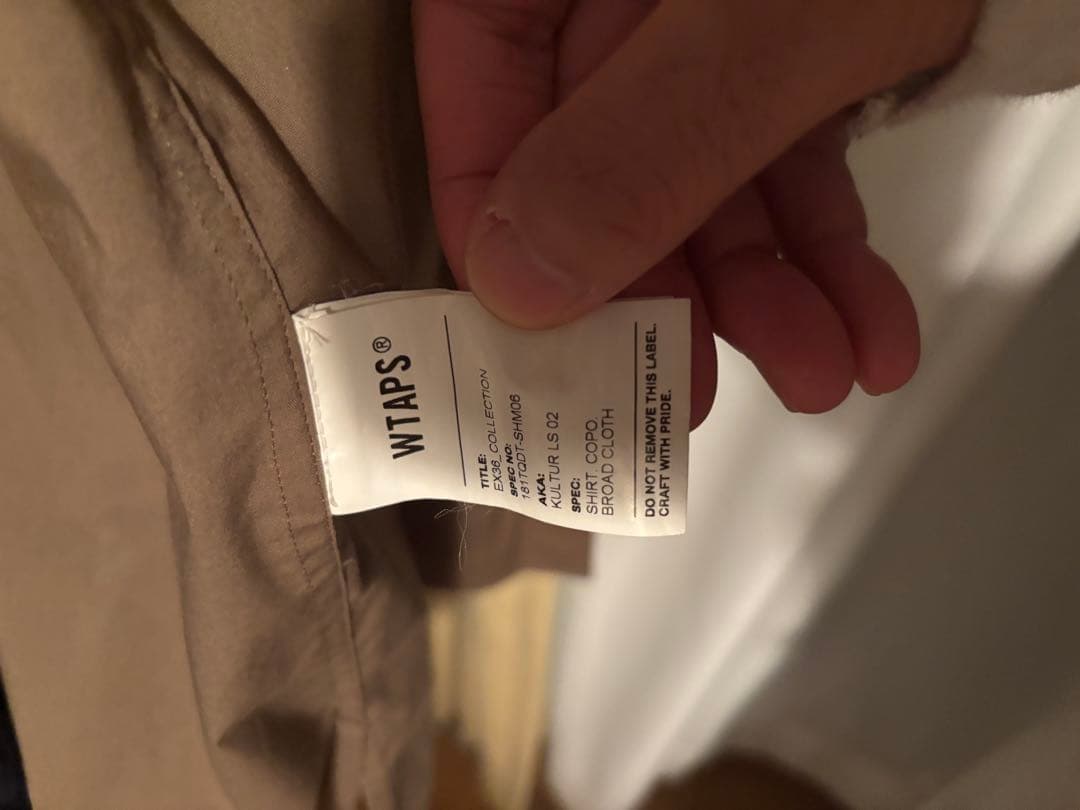 WTAPS®
TITLE:
EX36_COLLECTION
SPEC NO:
181TQDT-SHM06
AKA:
KULTUR LS 02
SPEC:
SHIRT. COPO.
BROAD CLOTH
DO NOT REMOVE THIS LABEL.
CRAFT WITH PRIDE.